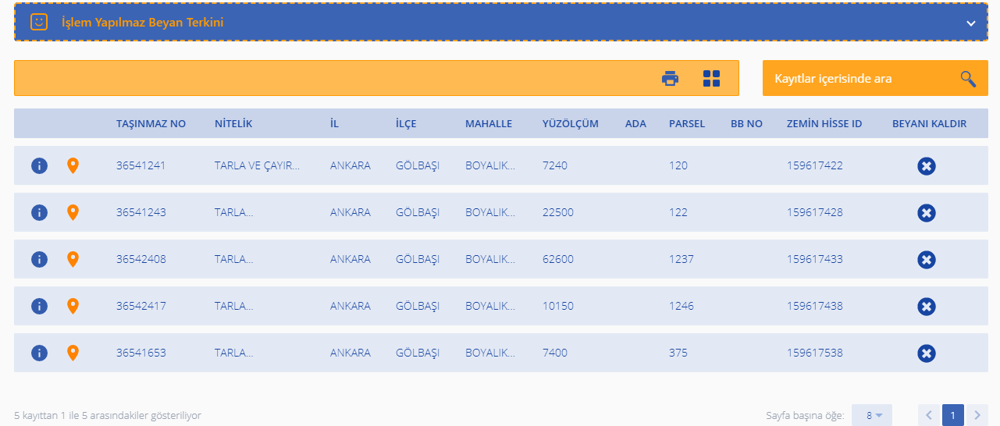 İşlem Yapılmaz Beyan Terkini
Kayıtlar içerisinde ara
TAŞINMAZ NO NİTELİK İL İLÇE MAHALLE YÜZÖLÇÜM ADA PARSEL BB NO ZEMİN HİSSE ID BEYANI KALDIR
36541241 TARLA VE ÇAYIR... ANKARA GÖLBAŞI BOYALIK... 7240 120 159617422
36541243 TARLA... ANKARA GÖLBAŞI BOYALIK... 22500 122 159617428
36542408 TARLA... ANKARA GÖLBAŞI BOYALIK... 62600 1237 159617433
36542417 TARLA... ANKARA GÖLBAŞI BOYALIK... 10150 1246 159617438
36541653 TARLA... ANKARA GÖLBAŞI BOYALIK... 7400 375 159617538
5 kayıttan 1 ile 5 arasındakiler gösteriliyor Sayfa başına öğe: 8 1